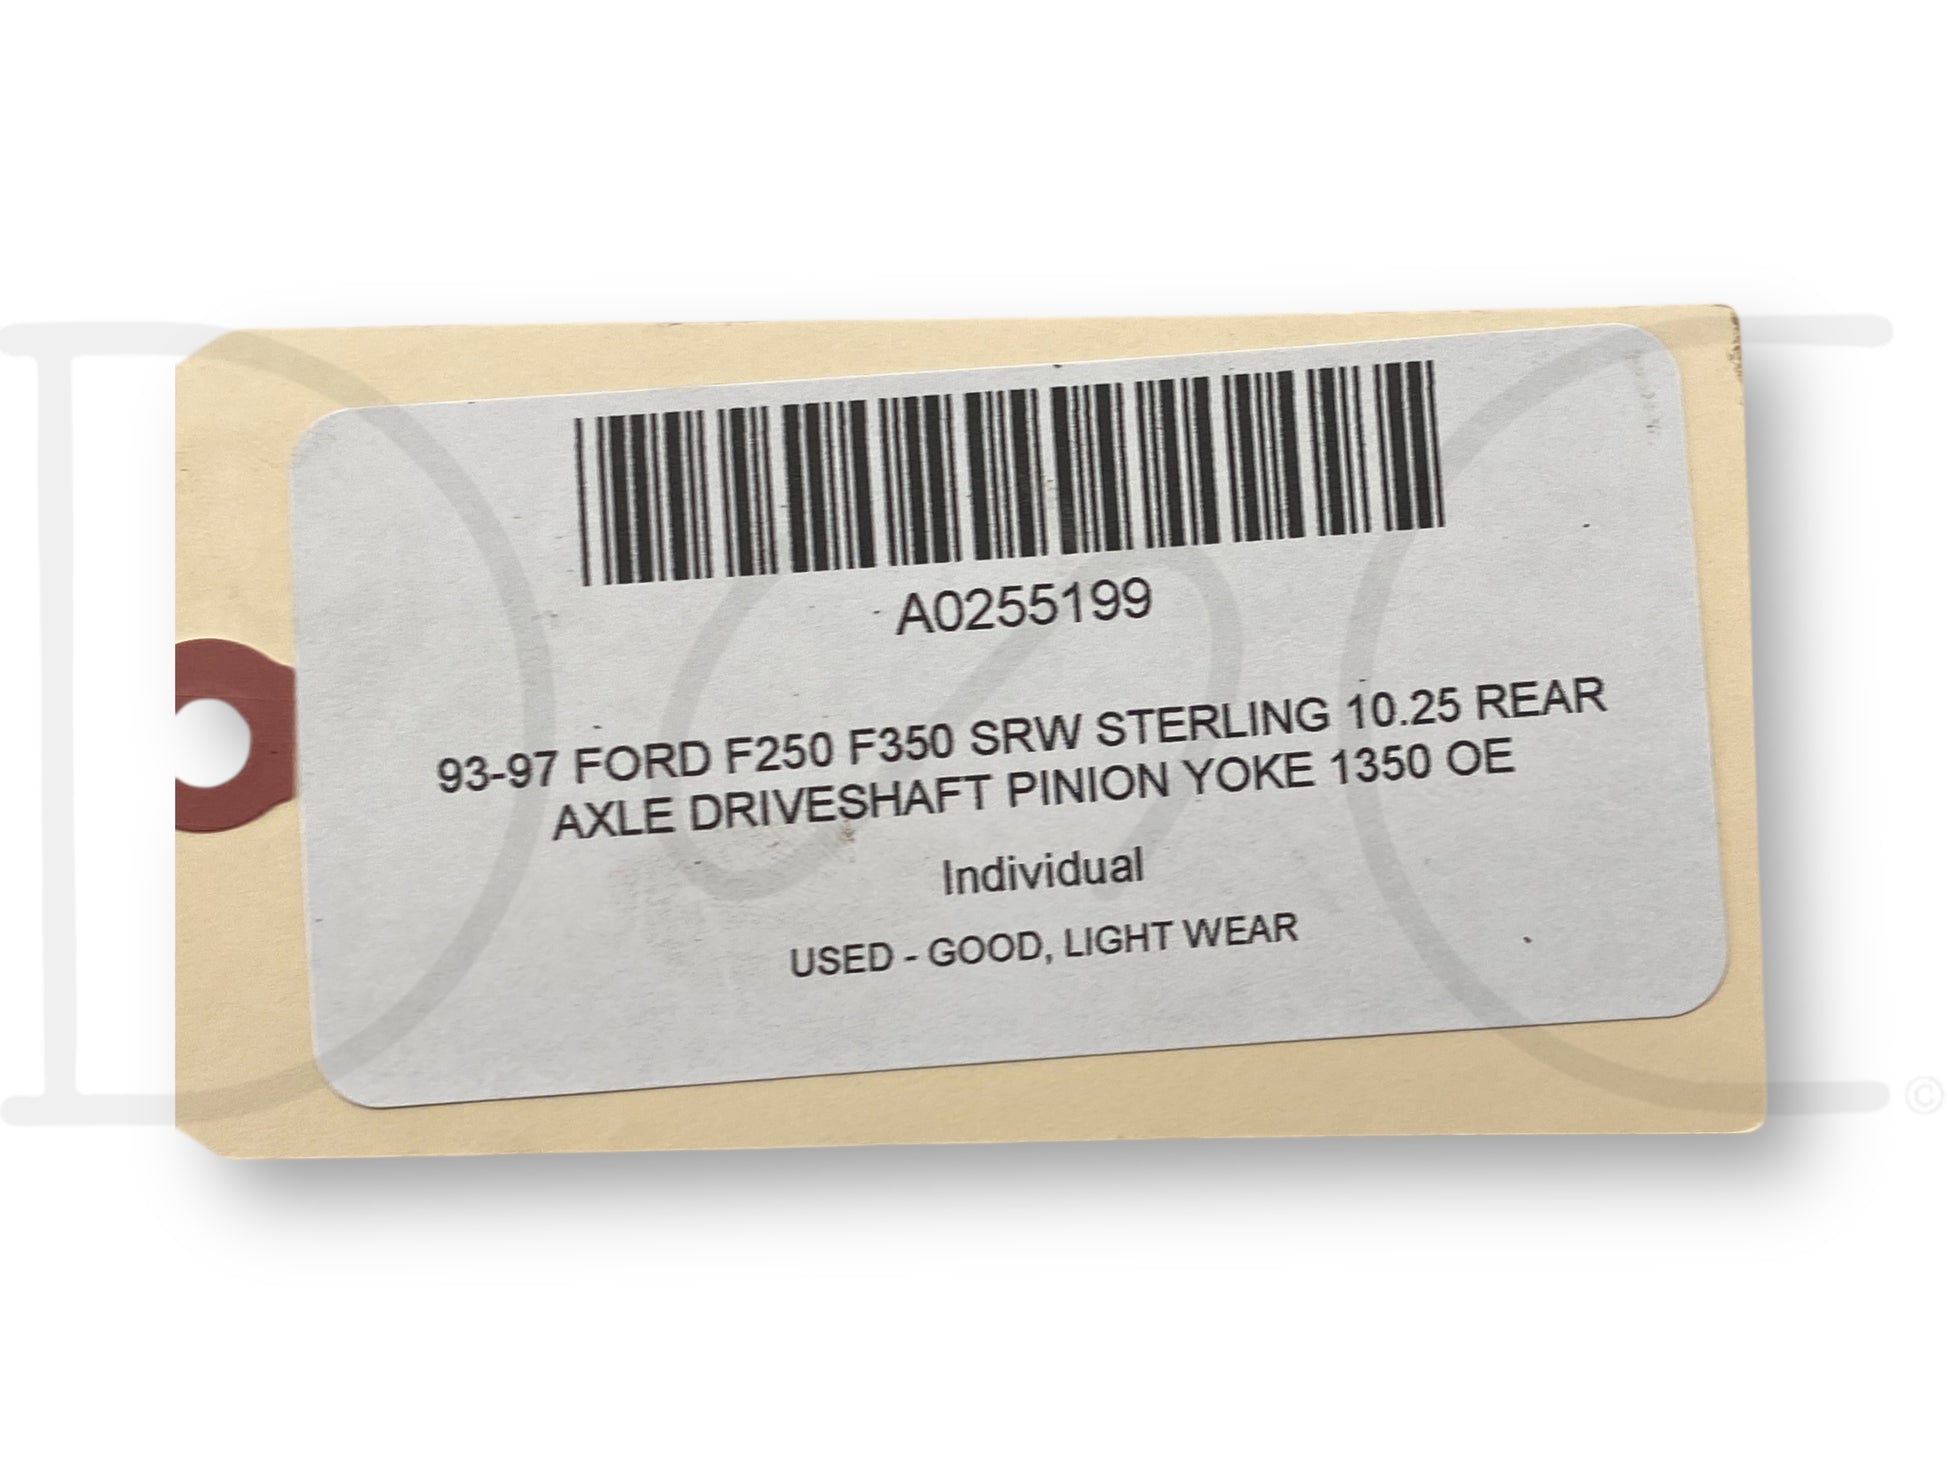 A0255199
93-97 FORD F250 F350 SRW STERLING 10.25 REAR
AXLE DRIVESHAFT PINION YOKE 1350 OE
Individual
USED - GOOD, LIGHT WEAR
©